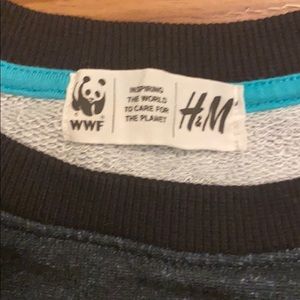 WWF
INSPIRING
THE WORLD
TO CARE FOR
THE PLANET
H&M